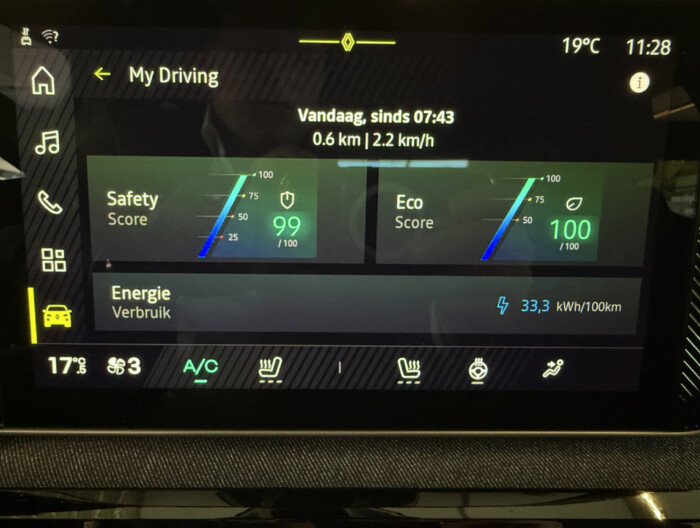 19°C 11:28
My Driving
Vandaag, sinds 07:43
0.6 km | 2.2 km/h
Safety
Score
100
75
50
25
99
/100
Eco
Score
100
75
50
100
/100
Energie
Verbruik
33,3 kWh/100km
17°C.5 3 A/C